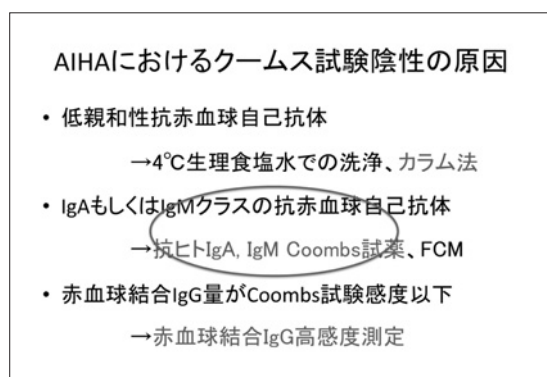 AIHAにおけるクームス試験陰性の原因
• 低親和性抗赤血球自己抗体
→4℃生理食塩水での洗浄、カラム法
• IgAもしくはIgMクラスの抗赤血球自己抗体
→抗ヒトIgA, IgM Coombs試薬、FCM
• 赤血球結合IgG量がCoombs試験感度以下
→赤血球結合IgG高感度測定